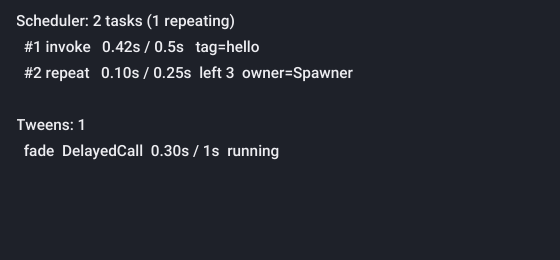 Scheduler: 2 tasks (1 repeating)
#1 invoke 0.42s / 0.5s tag=hello
#2 repeat 0.10s / 0.25s left 3 owner=Spawner
Tweens: 1
fade DelayedCall 0.30s / 1s running